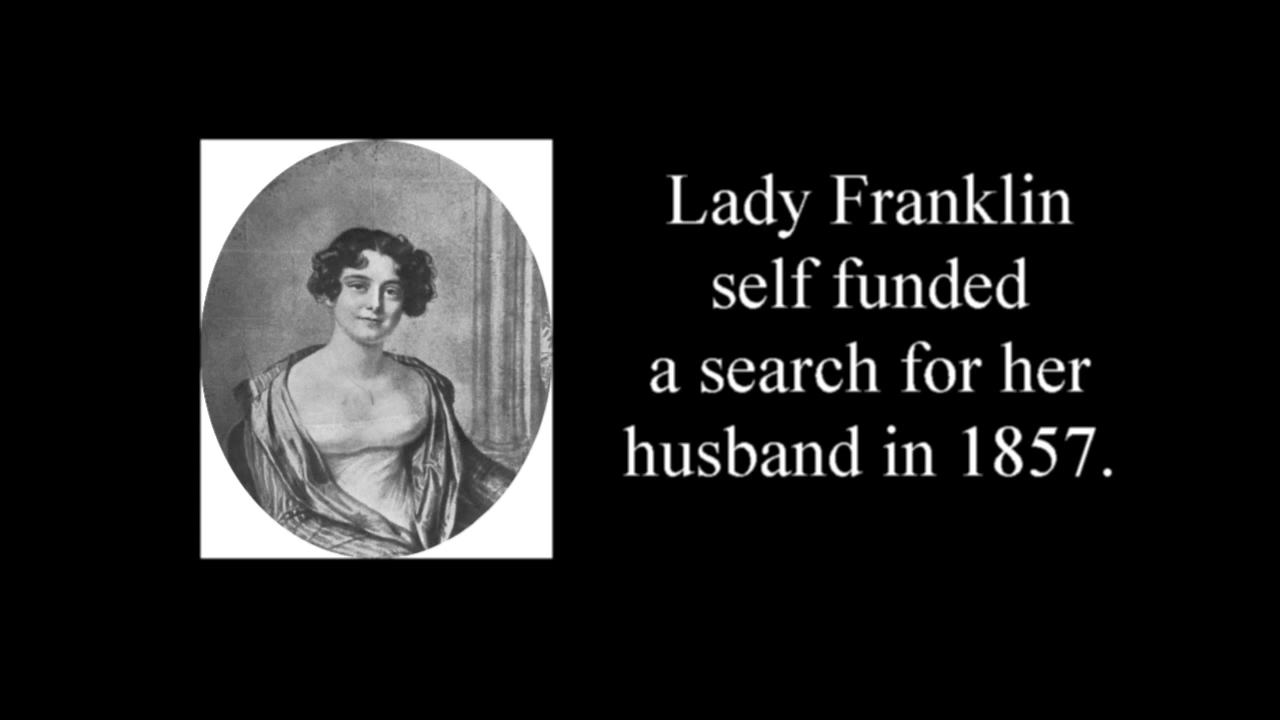 Lady Franklin
self funded
a search for her
husband in 1857.